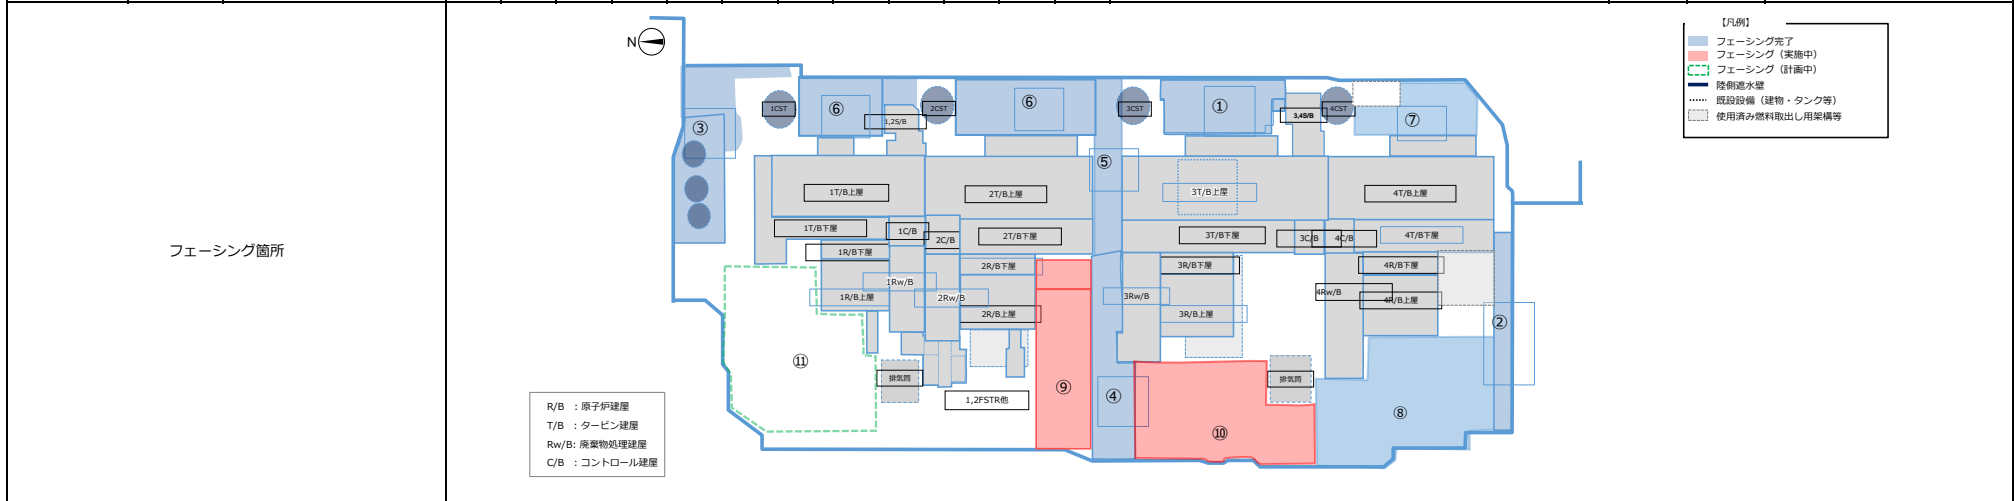 フェーシング箇所
N
【凡例】
フェーシング完了
フェーシング（実施中）
フェーシング（計画中）
陸側遮水壁
既設設備（建物・タンク等）
使用済み燃料取出し用架構等
1CST
⑥
1,2S/B
2CST
⑥
3CST
①
3,4S/B
4CST
⑦
③
⑤
1T/B上屋
2T/B上屋
3T/B上屋
4T/B上屋
1T/B下屋
1C/B
2C/B
2T/B下屋
3T/B下屋
3C/B
4C/B
4T/B下屋
1R/B下屋
2R/B下屋
3R/B下屋
4R/B下屋
1Rw/B
2Rw/B
3Rw/B
4Rw/B
1R/B上屋
2R/B上屋
3R/B上屋
4R/B上屋
②
⑪
排気筒
1,2FSTR他
⑨
④
排気筒
⑩
⑧
R/B ：原子炉建屋
T/B ：タービン建屋
Rw/B：廃棄物処理建屋
C/B ：コントロール建屋